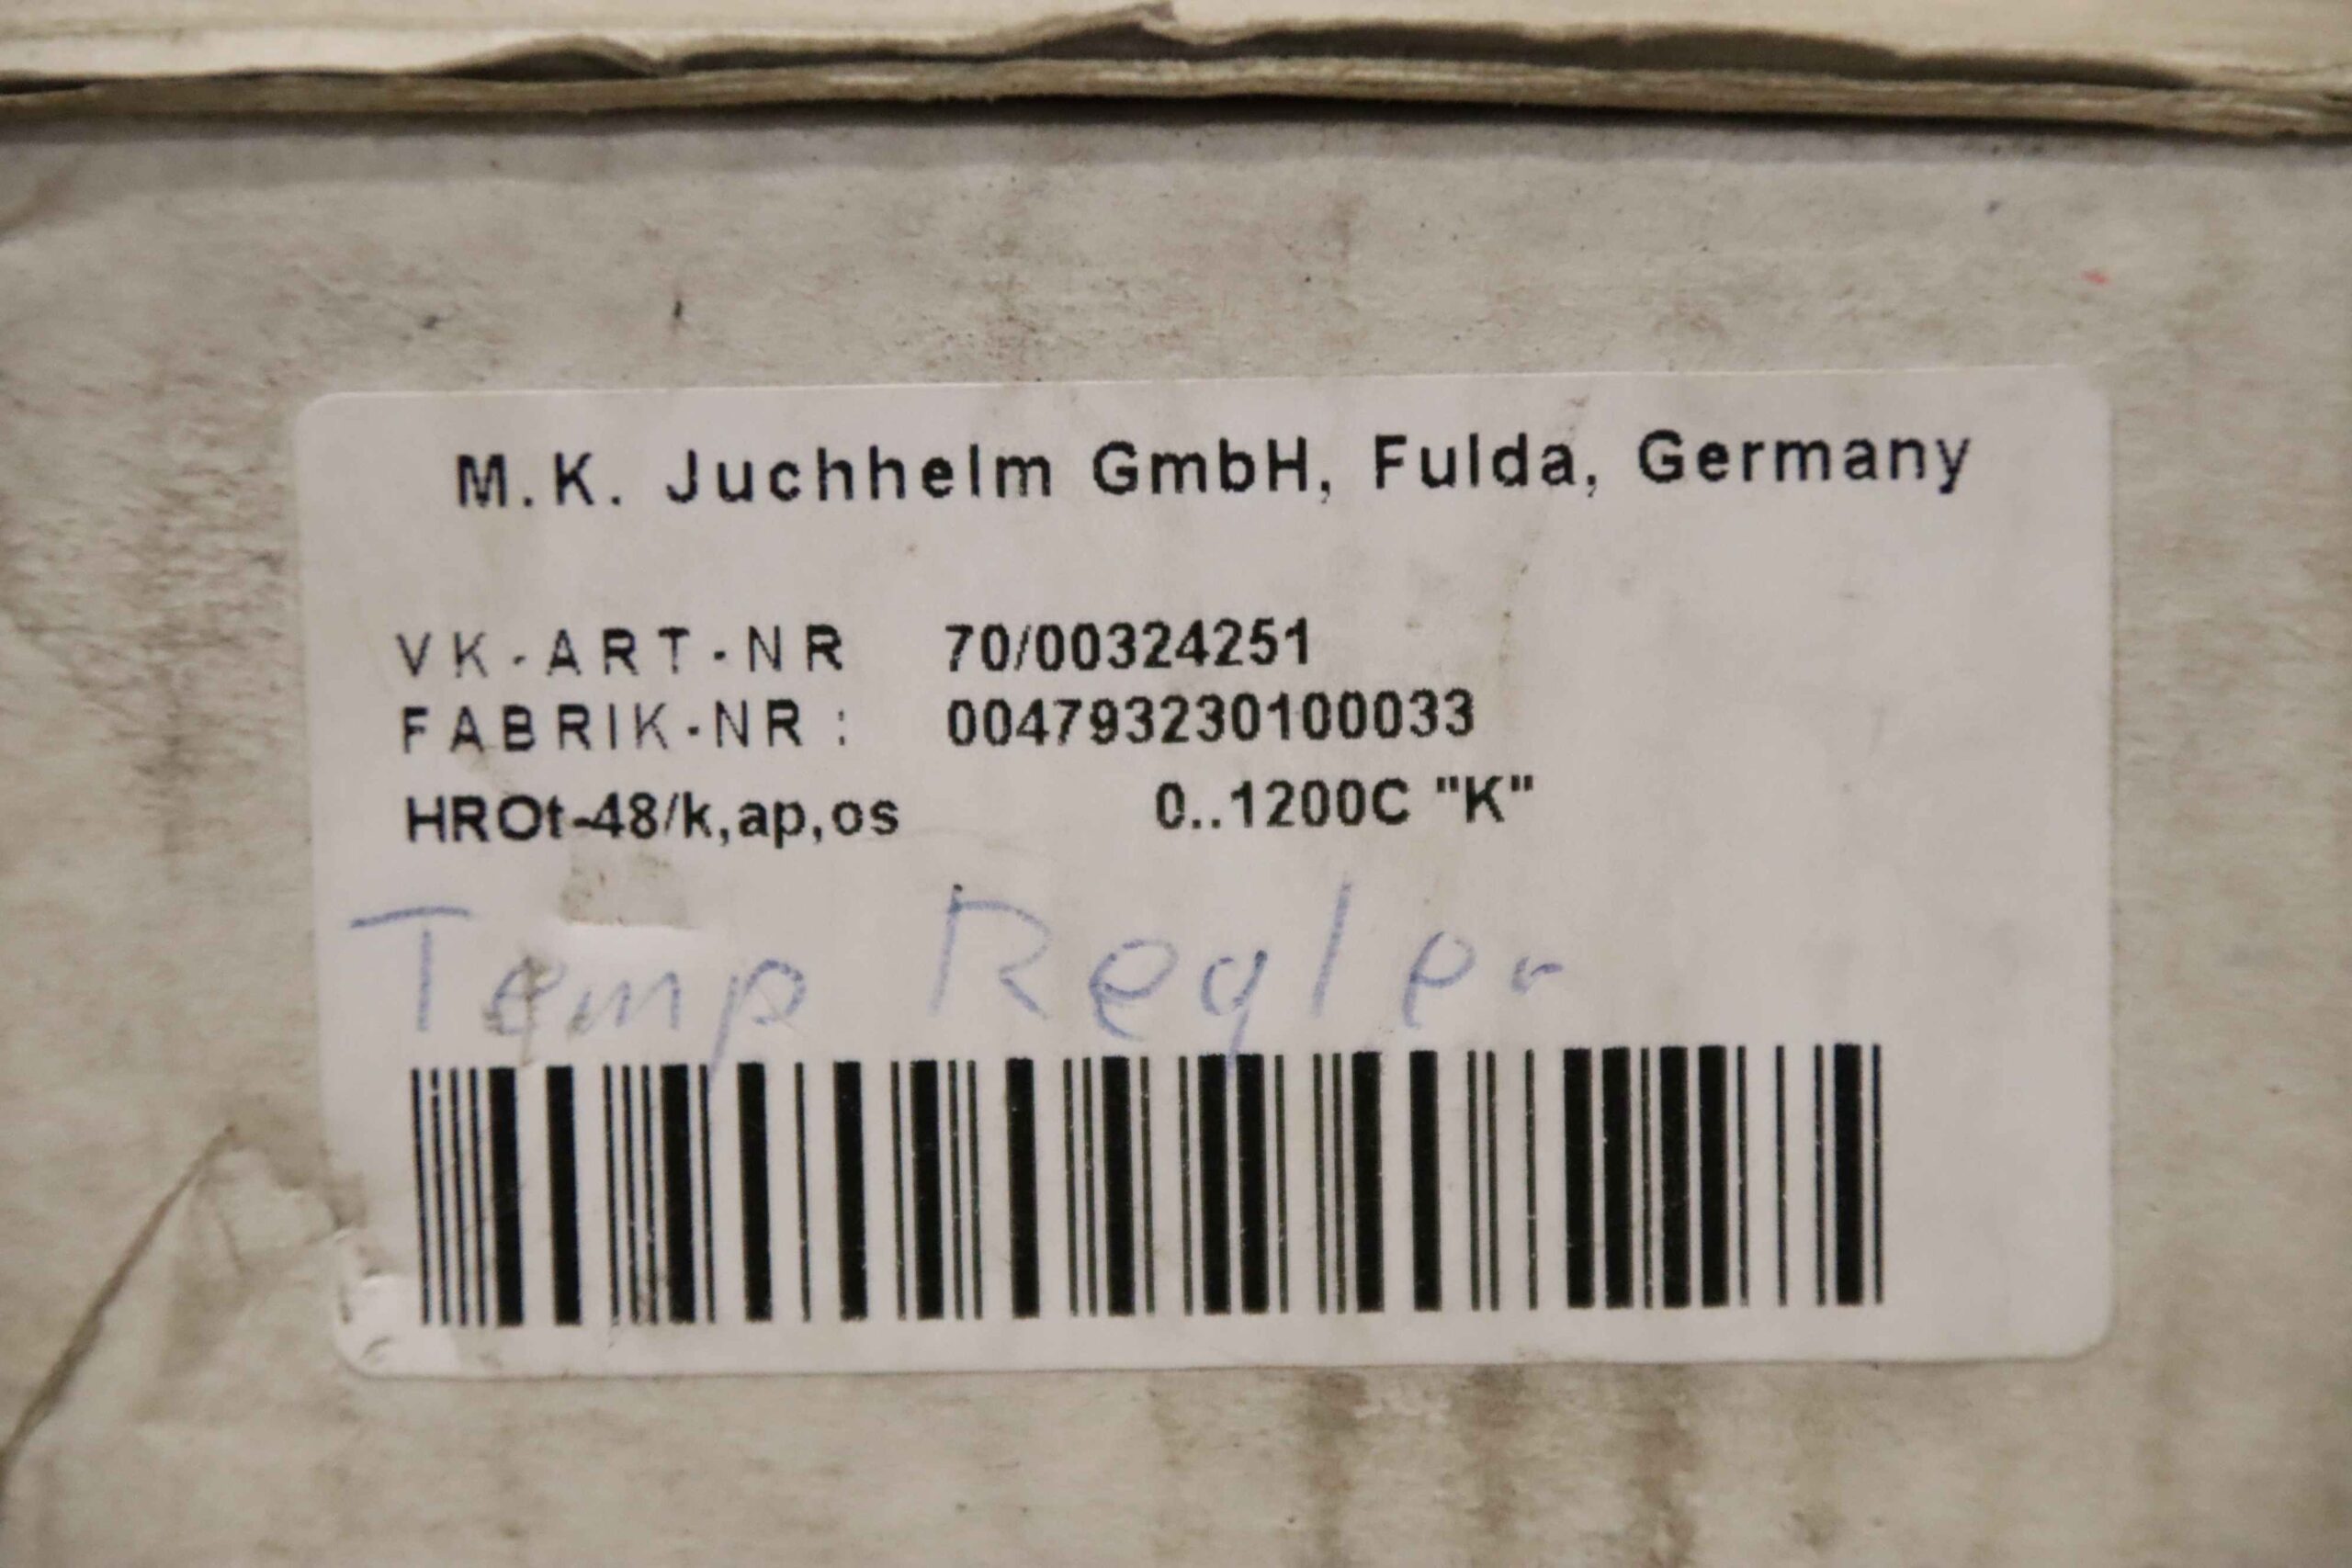 M.K. Juchhelm GmbH, Fulda, Germany
VK-ART-NR 70/00324251
FABRIK-NR: 004793230100033
HROt-48/k,ap,os 0..1200C "K"
Temp Regler